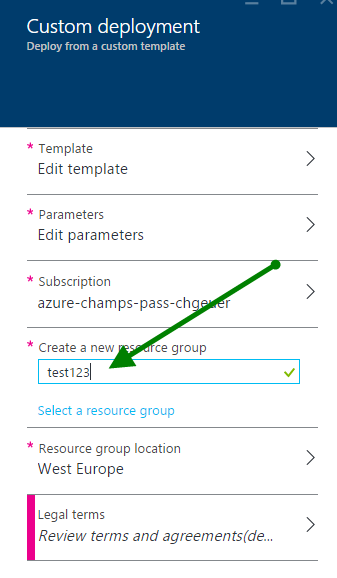 Custom deployment
Deploy from a custom template
* Template
Edit template
* Parameters
Edit parameters
* Subscription
azure-champs-pass-chgeuer
* Create a new resource group
test123
Select a resource group
* Resource group location
West Europe
Legal terms
Review terms and agreements(de...